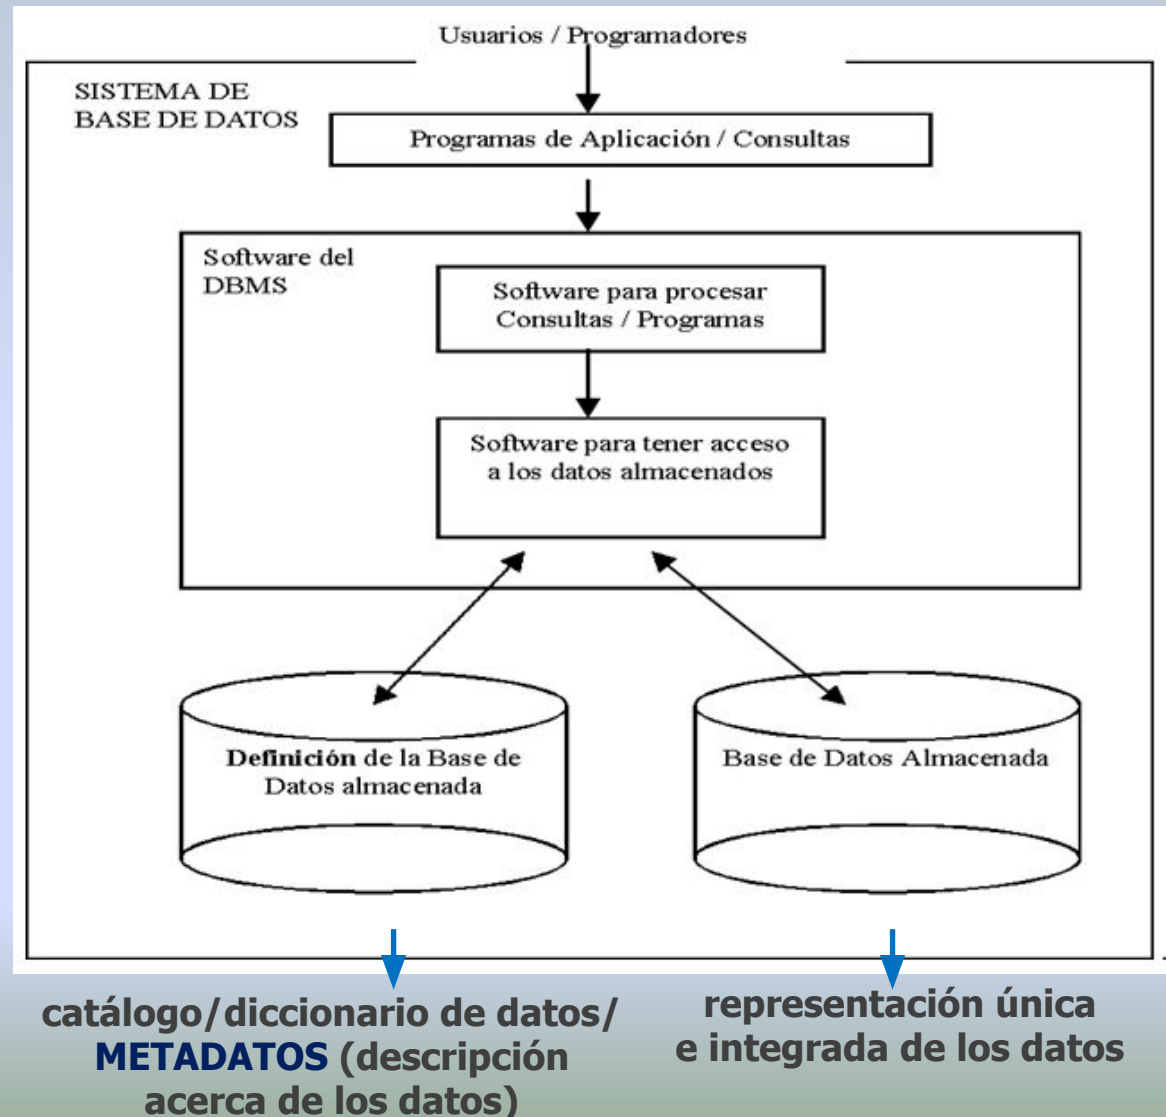 Usuarios / Programadores
SISTEMA DE
BASE DE DATOS
Programas de Aplicación / Consultas
Software del
DBMS
Software para procesar
Consultas / Programas
Software para tener acceso
a los datos almacenados
Definición de la Base de
Datos almacenada
Base de Datos Almacenada
catálogo/diccionario de datos/
METADATOS (descripción
acerca de los datos)
representación única
e integrada de los datos